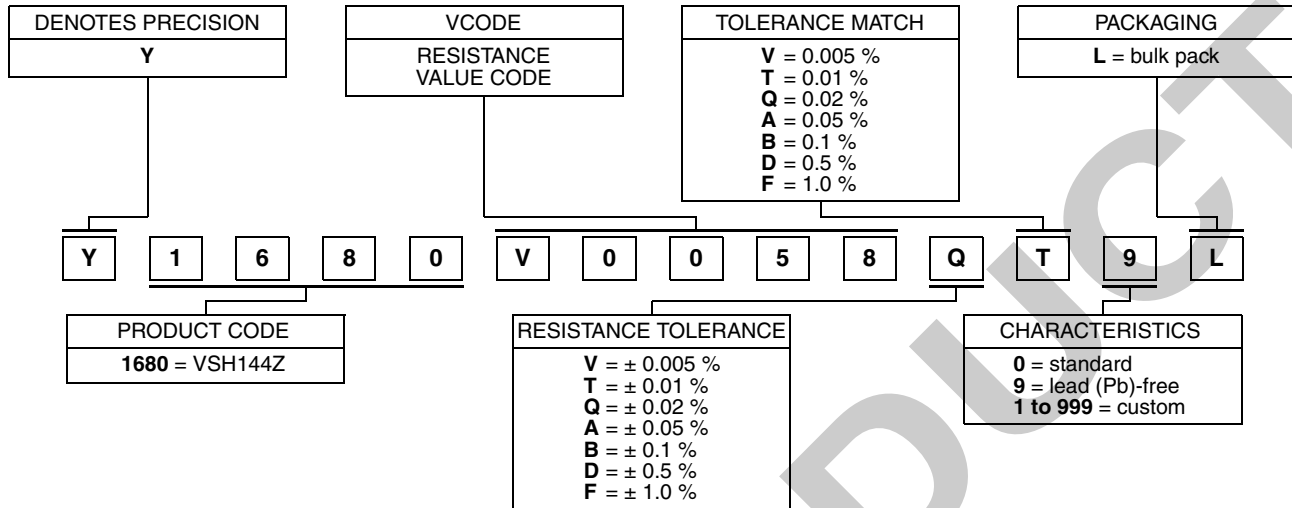 DENOTES PRECISION
Y
VCODE
RESISTANCE
VALUE CODE
TOLERANCE MATCH
V = 0.005 %
T = 0.01 %
Q = 0.02 %
A = 0.05 %
B = 0.1 %
D = 0.5 %
F = 1.0 %
PACKAGING
L = bulk pack
Y 1 6 8 0 V 0 0 5 8 Q T 9 L
PRODUCT CODE
1680 = VSH144Z
RESISTANCE TOLERANCE
V = ± 0.005 %
T = ± 0.01 %
Q = ± 0.02 %
A = ± 0.05 %
B = ± 0.1 %
D = ± 0.5 %
F = ± 1.0 %
CHARACTERISTICS
0 = standard
9 = lead (Pb)-free
1 to 999 = custom
DUCT